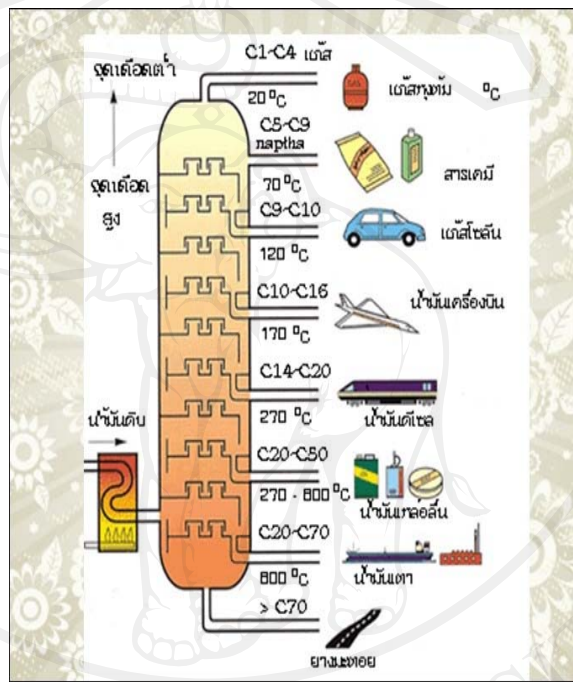 C1-C4 แก๊ส
จุดเดือดต่ำ
แก๊สหุงต้ม
°C
20 °C
C5-C9
naptha
สารเคมี
70 °C
จุดเดือด
สูง
C9-C10
แก๊สโซลีน
120 °C
C10-C16
น้ำมันเครื่องบิน
170 °C
C14-C20
น้ำมันดีเซล
270 °C
น้ำมันดิบ
C20-C50
น้ำมันหล่อลื่น
270 - 600 °C
C20-C70
น้ำมันเตา
600 °C
> C70
ยางมะตอย